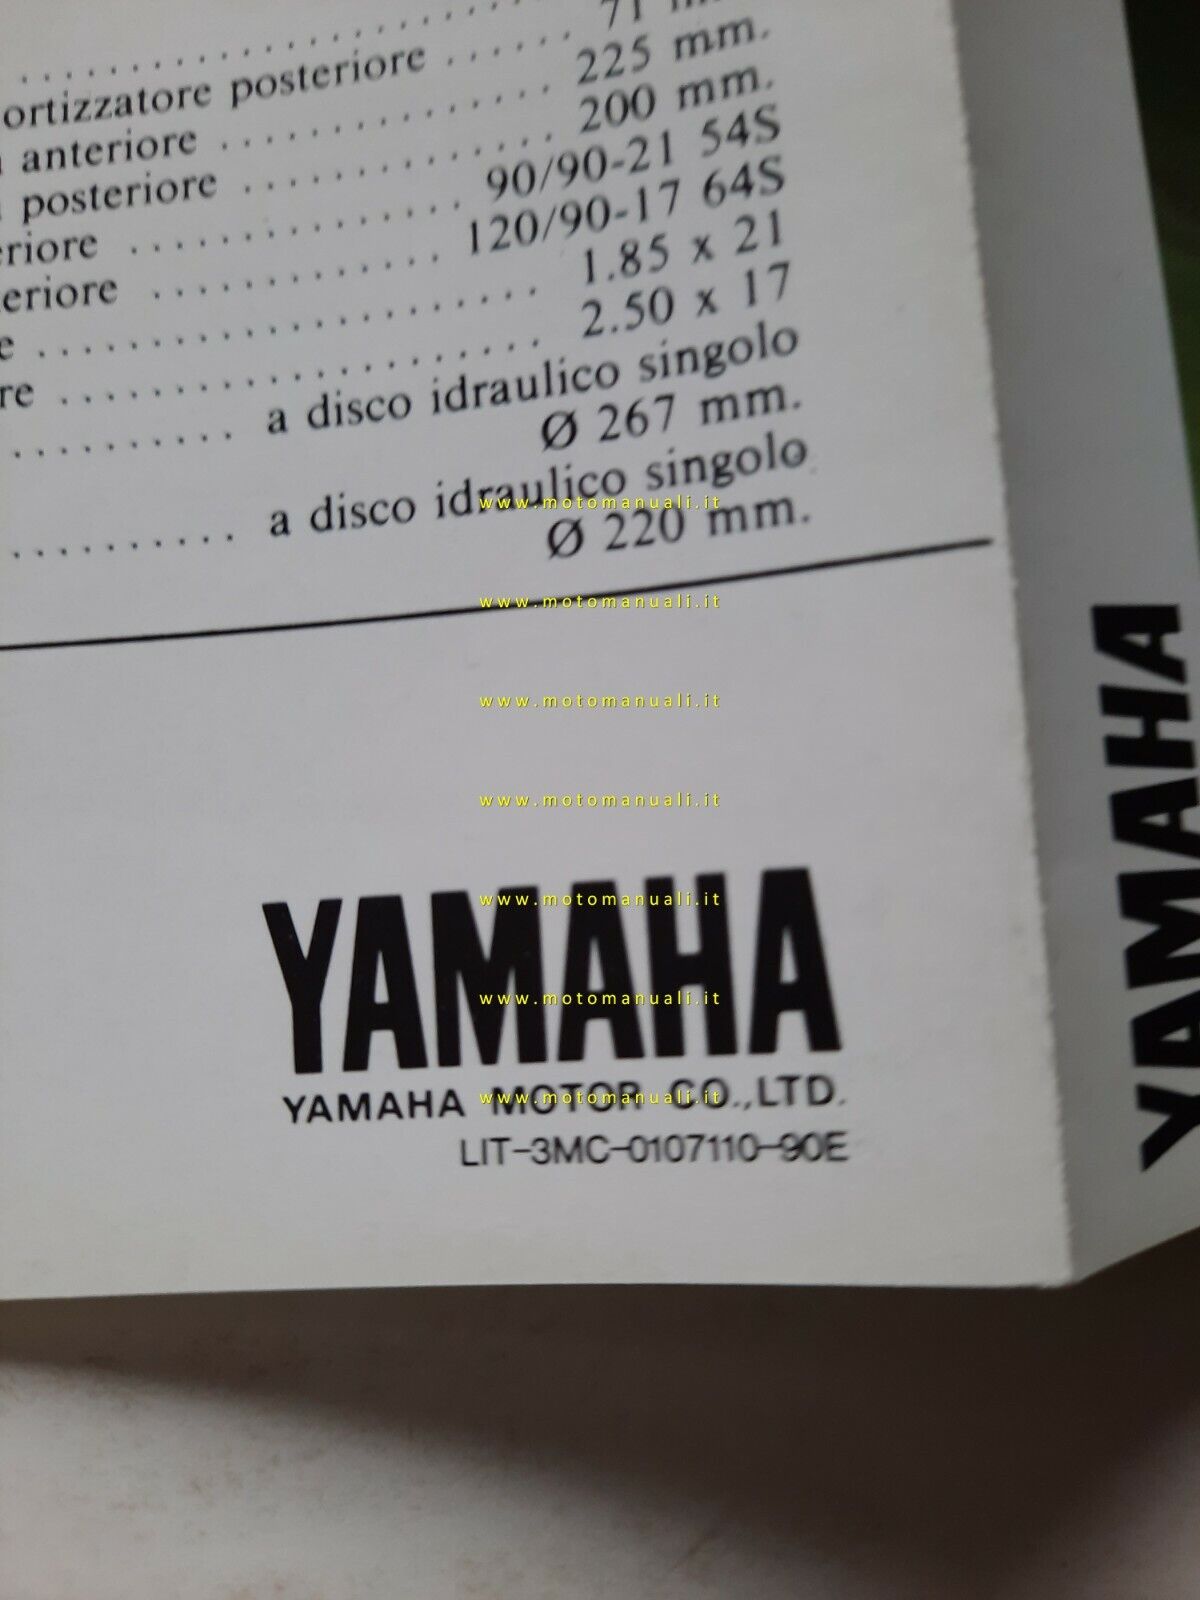 71
ortizzatore posteriore ...... 225 mm.
anteriore .............. 200 mm.
posteriore ............. 90/90-21 54S
eriore .............. 120/90-17 64S
eriore ............. 1.85 x 21
e ...................... 2.50 x 17
re .................... a disco idraulico singolo
Ø 267 mm.
.......... a disco idraulico singolo
Ø 220 mm.
www.motomanuali.it
www.motomanuali.it
www.motomanuali.it
www.motomanuali.it
www.motomanuali.it
www.motomanuali.it
www.motomanuali.it
YAMAHA
YAMAHA MOTOR CO.,LTD.
LIT-3MC-0107110-90E
YAMAHA